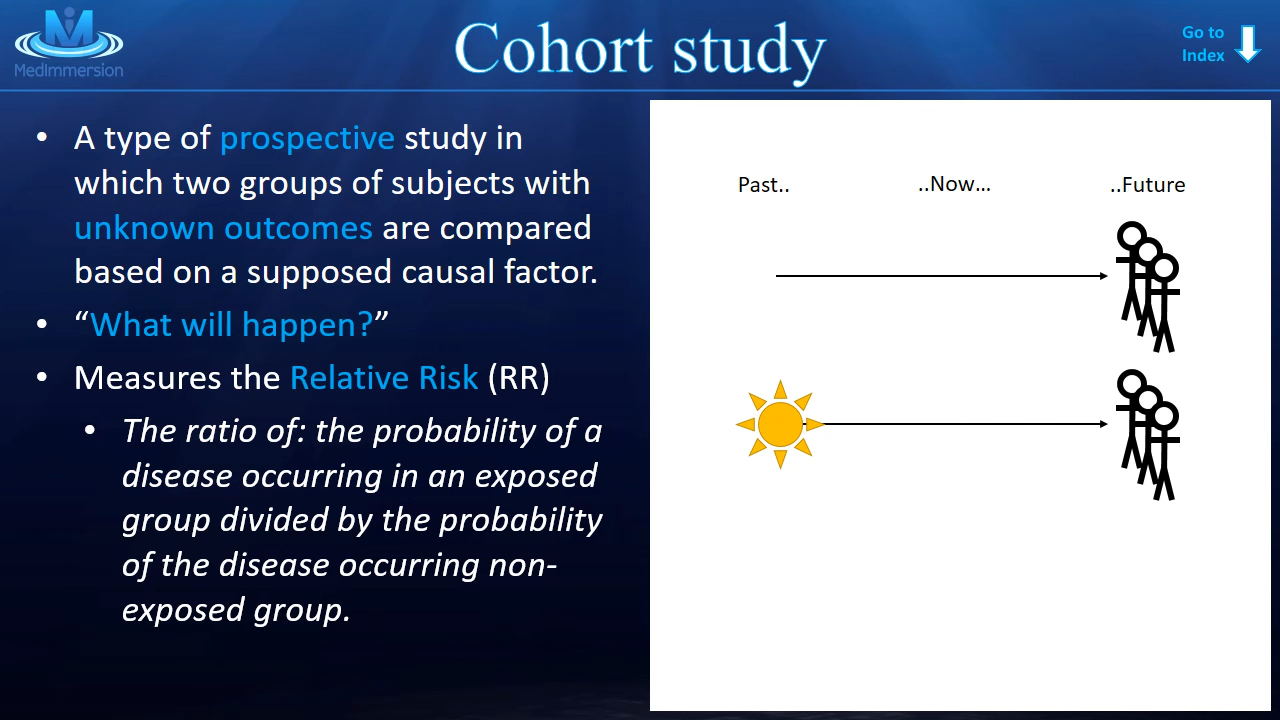 MedImmersion
Cohort study
Go to
Index
• A type of prospective study in
which two groups of subjects with
unknown outcomes are compared
based on a supposed causal factor.
• “What will happen?”
• Measures the Relative Risk (RR)
• The ratio of: the probability of a
disease occurring in an exposed
group divided by the probability
of the disease occurring non-
exposed group.
Past.. ..Now... ..Future